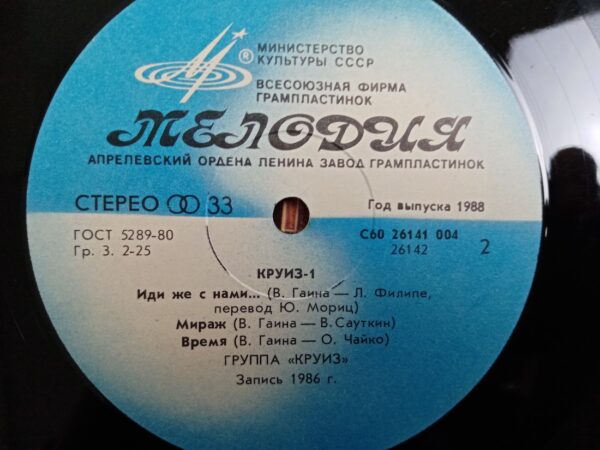 МИНИСТЕРСТВО
КУЛЬТУРЫ СССР
®
ВСЕСОЮЗНАЯ ФИРМА
ГРАМПЛАСТИНОК
МЕЛОДИЯ
АПРЕЛЕВСКИЙ ОРДЕНА ЛЕНИНА ЗАВОД ГРАМПЛАСТИНОК
СТЕРЕО 33
Год выпуска 1988
ГОСТ 5289-80
С60 26141 004
Гр. 3. 2-25
26142
2
КРУИЗ-1
Иди же с нами... (В. Гаина — Л. Филипе,
перевод Ю. Мориц)
Мираж (В. Гаина — В. Сауткин)
Время (В. Гаина — О. Чайко)
ГРУППА «КРУИЗ»
Запись 1986 г.